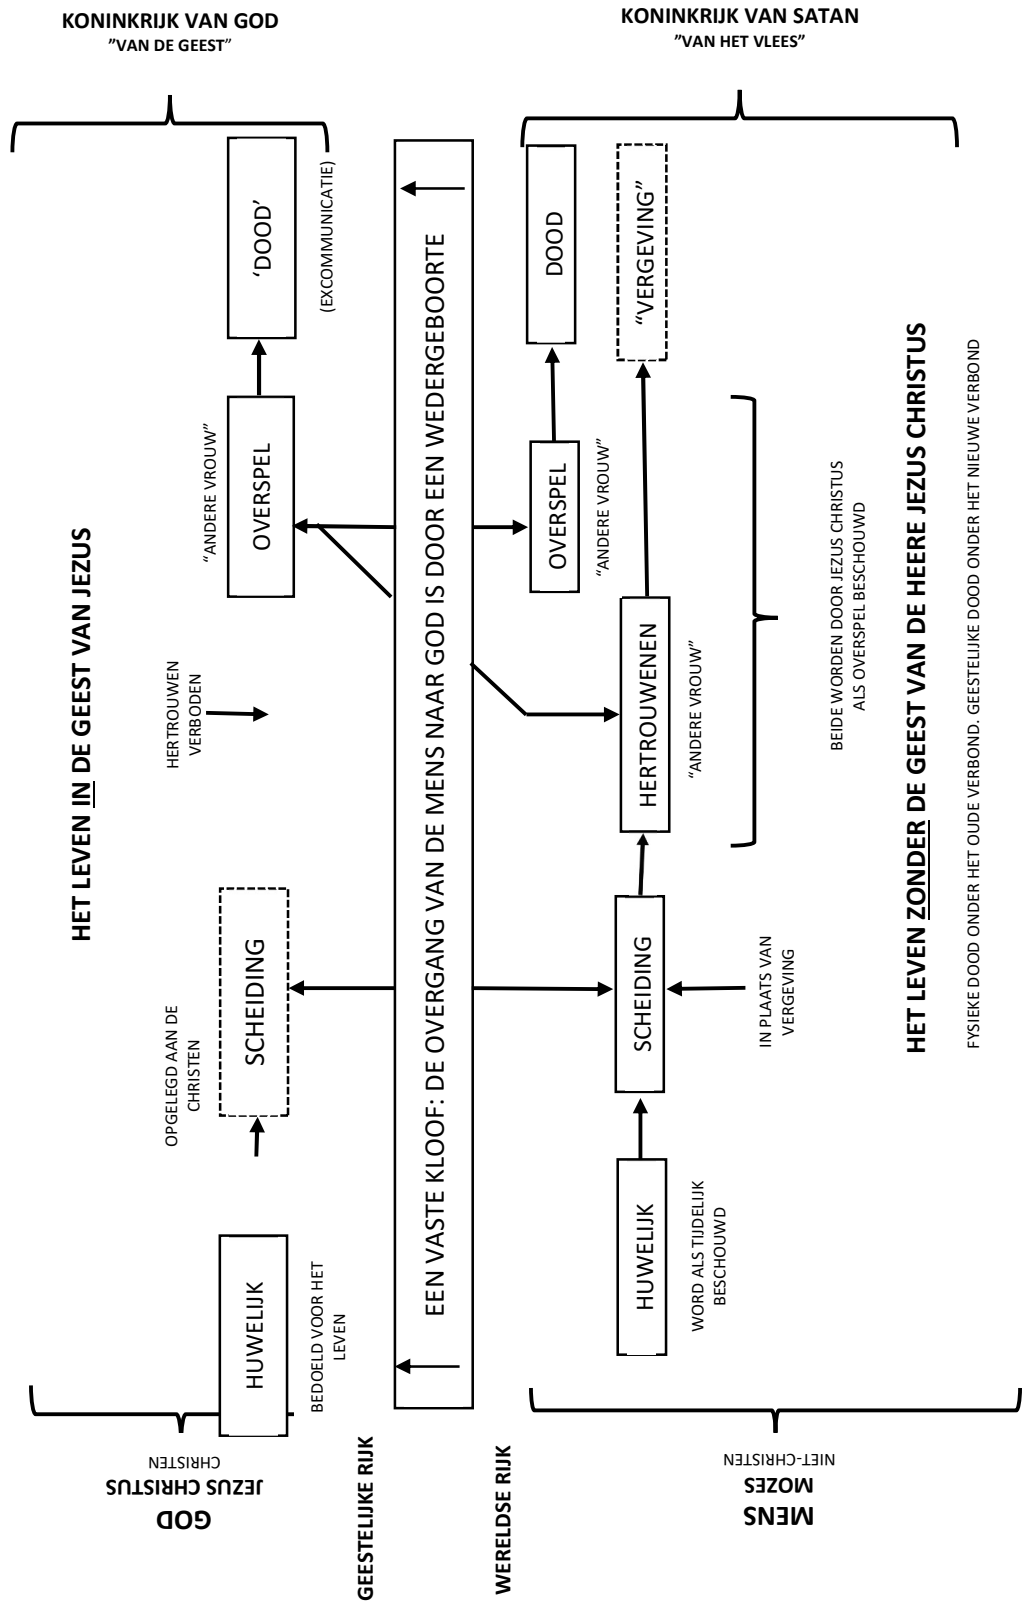 KONINKRIJK VAN GOD
”VAN DE GEEST”
KONINKRIJK VAN SATAN
“VAN HET VLEES”
HET LEVEN IN DE GEEST VAN JEZUS
OPGELEGD AAN DE
CHRISTEN
HERTROUWEN
VERBODEN
“ANDERE VROUW”
HUWELIJK
SCHEIDING
OVERSPEL
‘DOOD’
BEDOELD VOOR HET
LEVEN
(EXCOMMUNICATIE)
GEESTELIJKE RIJK
EEN VASTE KLOOF: DE OVERGANG VAN DE MENS NAAR GOD IS DOOR EEN WEDERGEBOORTE
WERELDSE RIJK
OVERSPEL
DOOD
“ANDERE VROUW”
HUWELIJK
SCHEIDING
HERTROUWENEN
“VERGEVING”
WORD ALS TIJDELIJK
BESCHOUWD
“ANDERE VROUW”
IN PLAATS VAN
VERGEVING
BEIDE WORDEN DOOR JEZUS CHRISTUS
ALS OVERSPEL BESCHOUWD
HET LEVEN ZONDER DE GEEST VAN DE HEERE JEZUS CHRISTUS
FYSIEKE DOOD ONDER HET OUDE VERBOND. GEESTELIJKE DOOD ONDER HET NIEUWE VERBOND
GOD
JEZUS CHRISTUS
CHRISTEN
MENS
MOZES
NIET-CHRISTEN